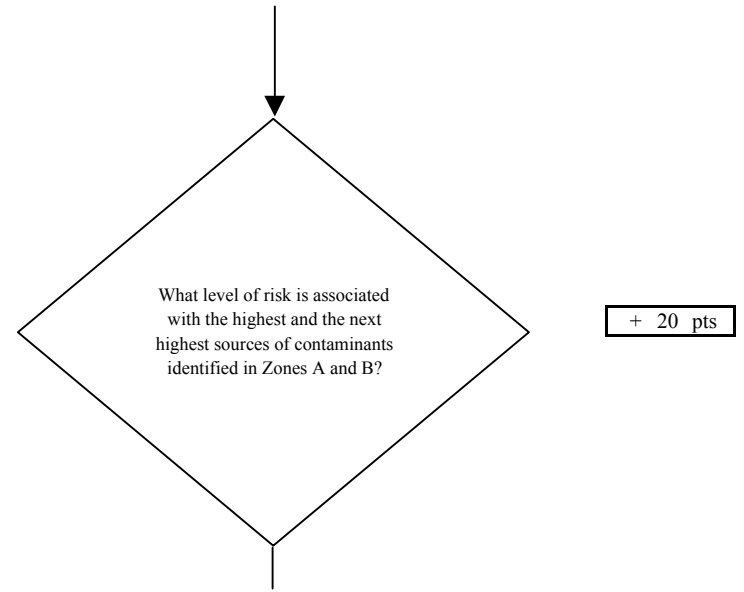 What level of risk is associated
with the highest and the next
highest sources of contaminants
identified in Zones A and B?
+ 20 pts